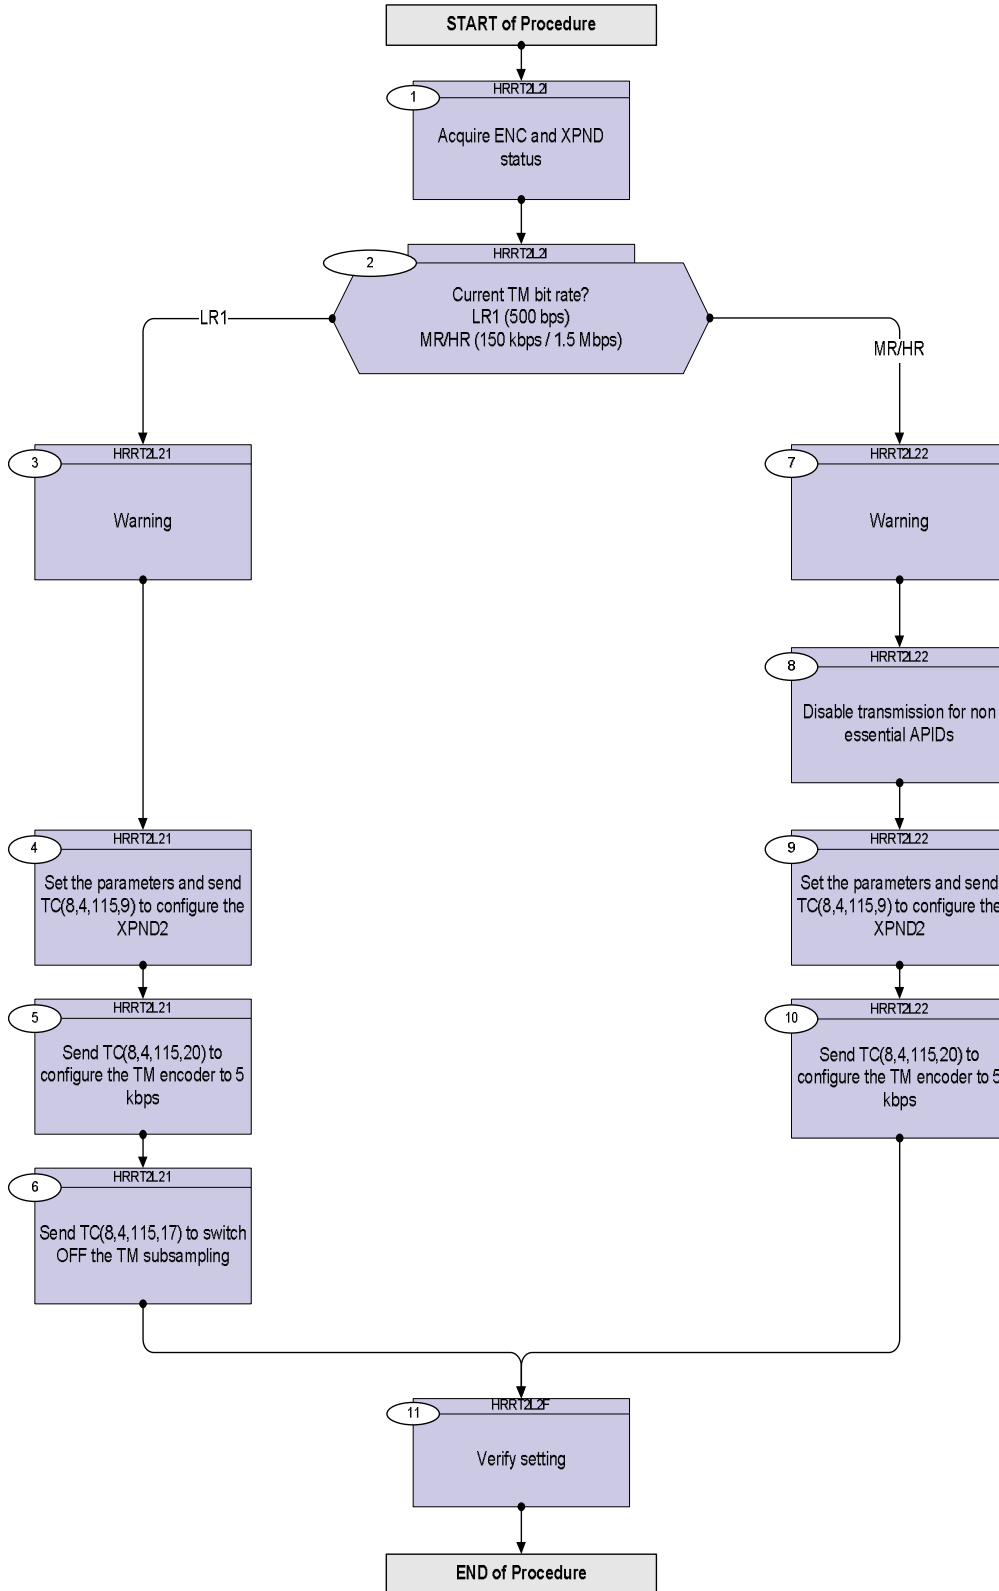 START of Procedure
HRRT2L2I
1
Acquire ENC and XPND
status
HRRT2L2I
2
Current TM bit rate?
LR1 (500 bps)
MR/HR (150 kbps / 1.5 Mbps)
LR1
MR/HR
HRRT2L21
3
Warning
HRRT2L22
7
Warning
HRRT2L22
8
Disable transmission for non
essential APIDs
HRRT2L21
4
Set the parameters and send
TC(8,4,115,9) to configure the
XPND2
HRRT2L22
9
Set the parameters and send
TC(8,4,115,9) to configure the
XPND2
HRRT2L21
5
Send TC(8,4,115,20) to
configure the TM encoder to 5
kbps
HRRT2L22
10
Send TC(8,4,115,20) to
configure the TM encoder to 5
kbps
HRRT2L21
6
Send TC(8,4,115,17) to switch
OFF the TM subsampling
HRRT2L2F
11
Verify setting
END of Procedure